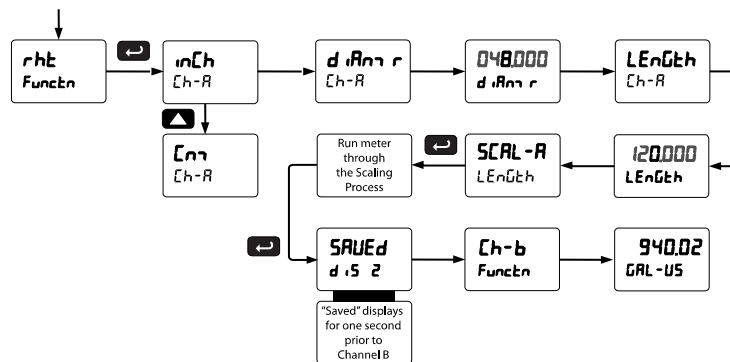 rht
Functn
inCh
Ch-A
diAmtr
Ch-A
048.000
diAmtr
LEnGth
Ch-A
Cm
Ch-A
Run meter
through
the Scaling
Process
SCAL-A
LEnGth
120.000
LEnGth
SAVEd
diS 2
Ch-b
Functn
940.02
GAL-US
"Saved" displays
for one second
prior to
Channel B